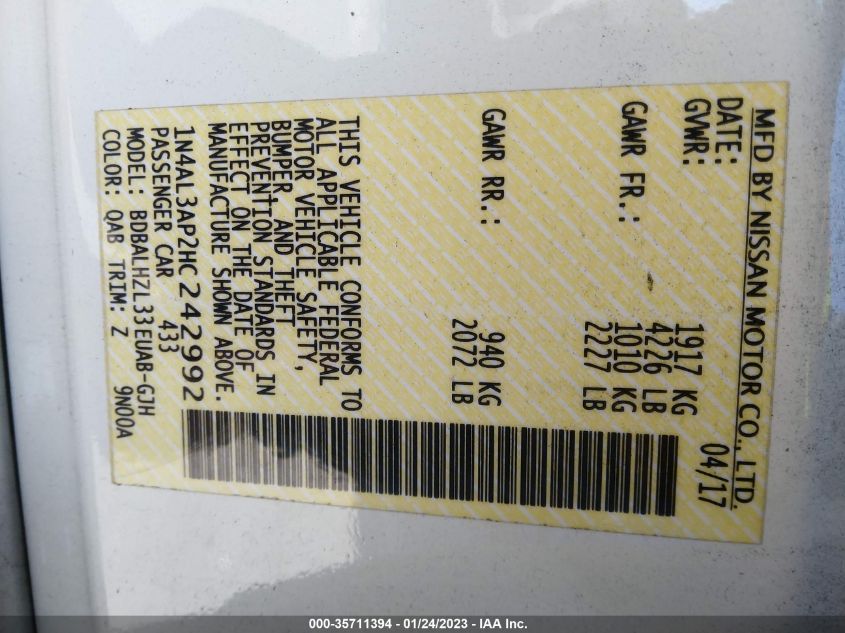 MFD BY NISSAN MOTOR CO., LTD.
DATE: 04/17
GVWR: 1917 KG
4226 LB
GAWR FR.: 1010 KG
2227 LB
GAWR RR.: 940 KG
2072 LB
THIS VEHICLE CONFORMS TO
ALL APPLICABLE FEDERAL
MOTOR VEHICLE SAFETY,
BUMPER, AND THEFT
PREVENTION STANDARDS IN
EFFECT ON THE DATE OF
MANUFACTURE SHOWN ABOVE.
1N4AL3AP2HC242992
PASSENGER CAR 433
MODEL: BDBALHZL33EUAB-GJH
COLOR: QAB TRIM: Z 9N00A
000-35711394 - 01/24/2023 - IAA Inc.